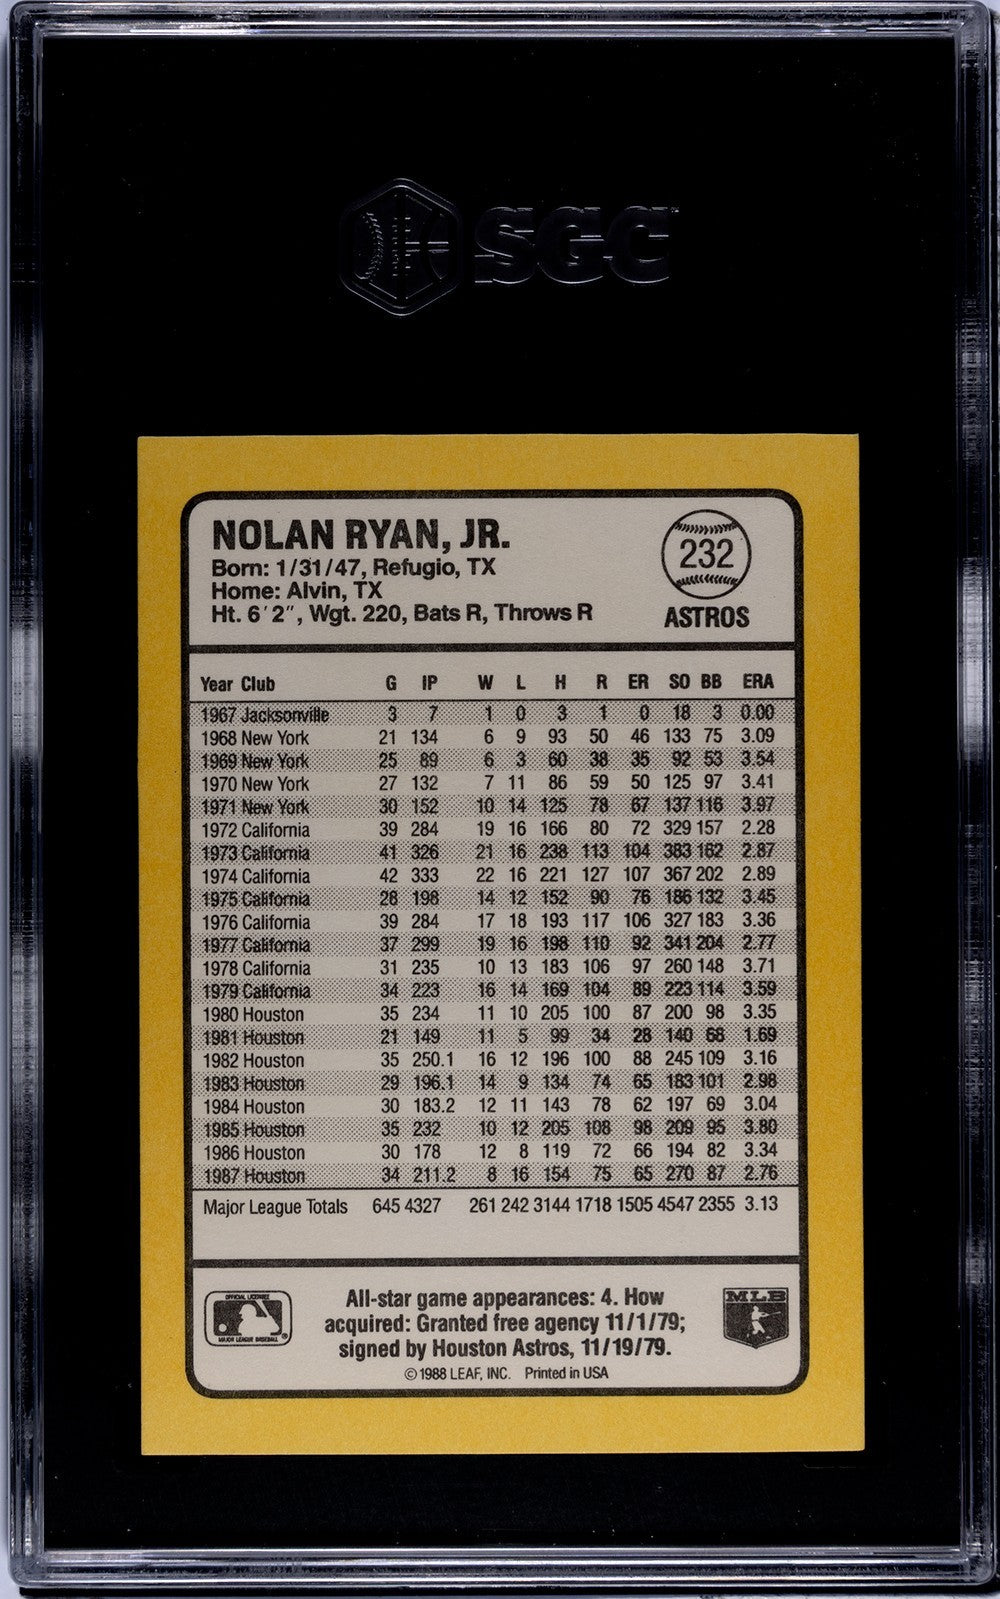 SGC
NOLAN RYAN, JR.
Born: 1/31/47, Refugio, TX
Home: Alvin, TX
Ht. 6'2", Wgt. 220, Bats R, Throws R
232
ASTROS
Year Club G IP W L H R ER SO BB ERA
1967 Jacksonville 3 7 1 0 3 1 0 18 3 0.00
1968 New York 21 134 6 9 93 50 46 133 75 3.09
1969 New York 25 89 6 3 60 38 35 92 53 3.54
1970 New York 27 132 7 11 86 59 50 125 97 3.41
1971 New York 30 152 10 14 125 78 67 137 116 3.97
1972 California 39 284 19 16 166 80 72 329 157 2.28
1973 California 41 326 21 16 238 113 104 383 162 2.87
1974 California 42 333 22 16 221 127 107 367 202 2.89
1975 California 28 198 14 12 152 90 76 186 132 3.45
1976 California 39 284 17 18 193 117 106 327 183 3.36
1977 California 37 299 19 16 198 110 92 341 204 2.77
1978 California 31 235 10 13 183 106 97 260 148 3.71
1979 California 34 223 16 14 169 104 89 223 114 3.59
1980 Houston 35 234 11 10 205 100 87 200 98 3.35
1981 Houston 21 149 11 5 99 34 28 140 68 1.69
1982 Houston 35 250.1 16 12 196 100 88 245 109 3.16
1983 Houston 29 196.1 14 9 134 74 65 183 101 2.98
1984 Houston 30 183.2 12 11 143 78 62 197 69 3.04
1985 Houston 35 232 10 12 205 108 98 209 95 3.80
1986 Houston 30 178 12 8 119 72 66 194 82 3.34
1987 Houston 34 211.2 8 16 154 75 65 270 87 2.76
Major League Totals 645 4327 261 242 3144 1718 1505 4547 2355 3.13
OFFICIAL LICENSEE
MAJOR LEAGUE BASEBALL
All-star game appearances: 4. How
acquired: Granted free agency 11/1/79;
signed by Houston Astros, 11/19/79.
© 1988 LEAF, INC. Printed in USA
MLB